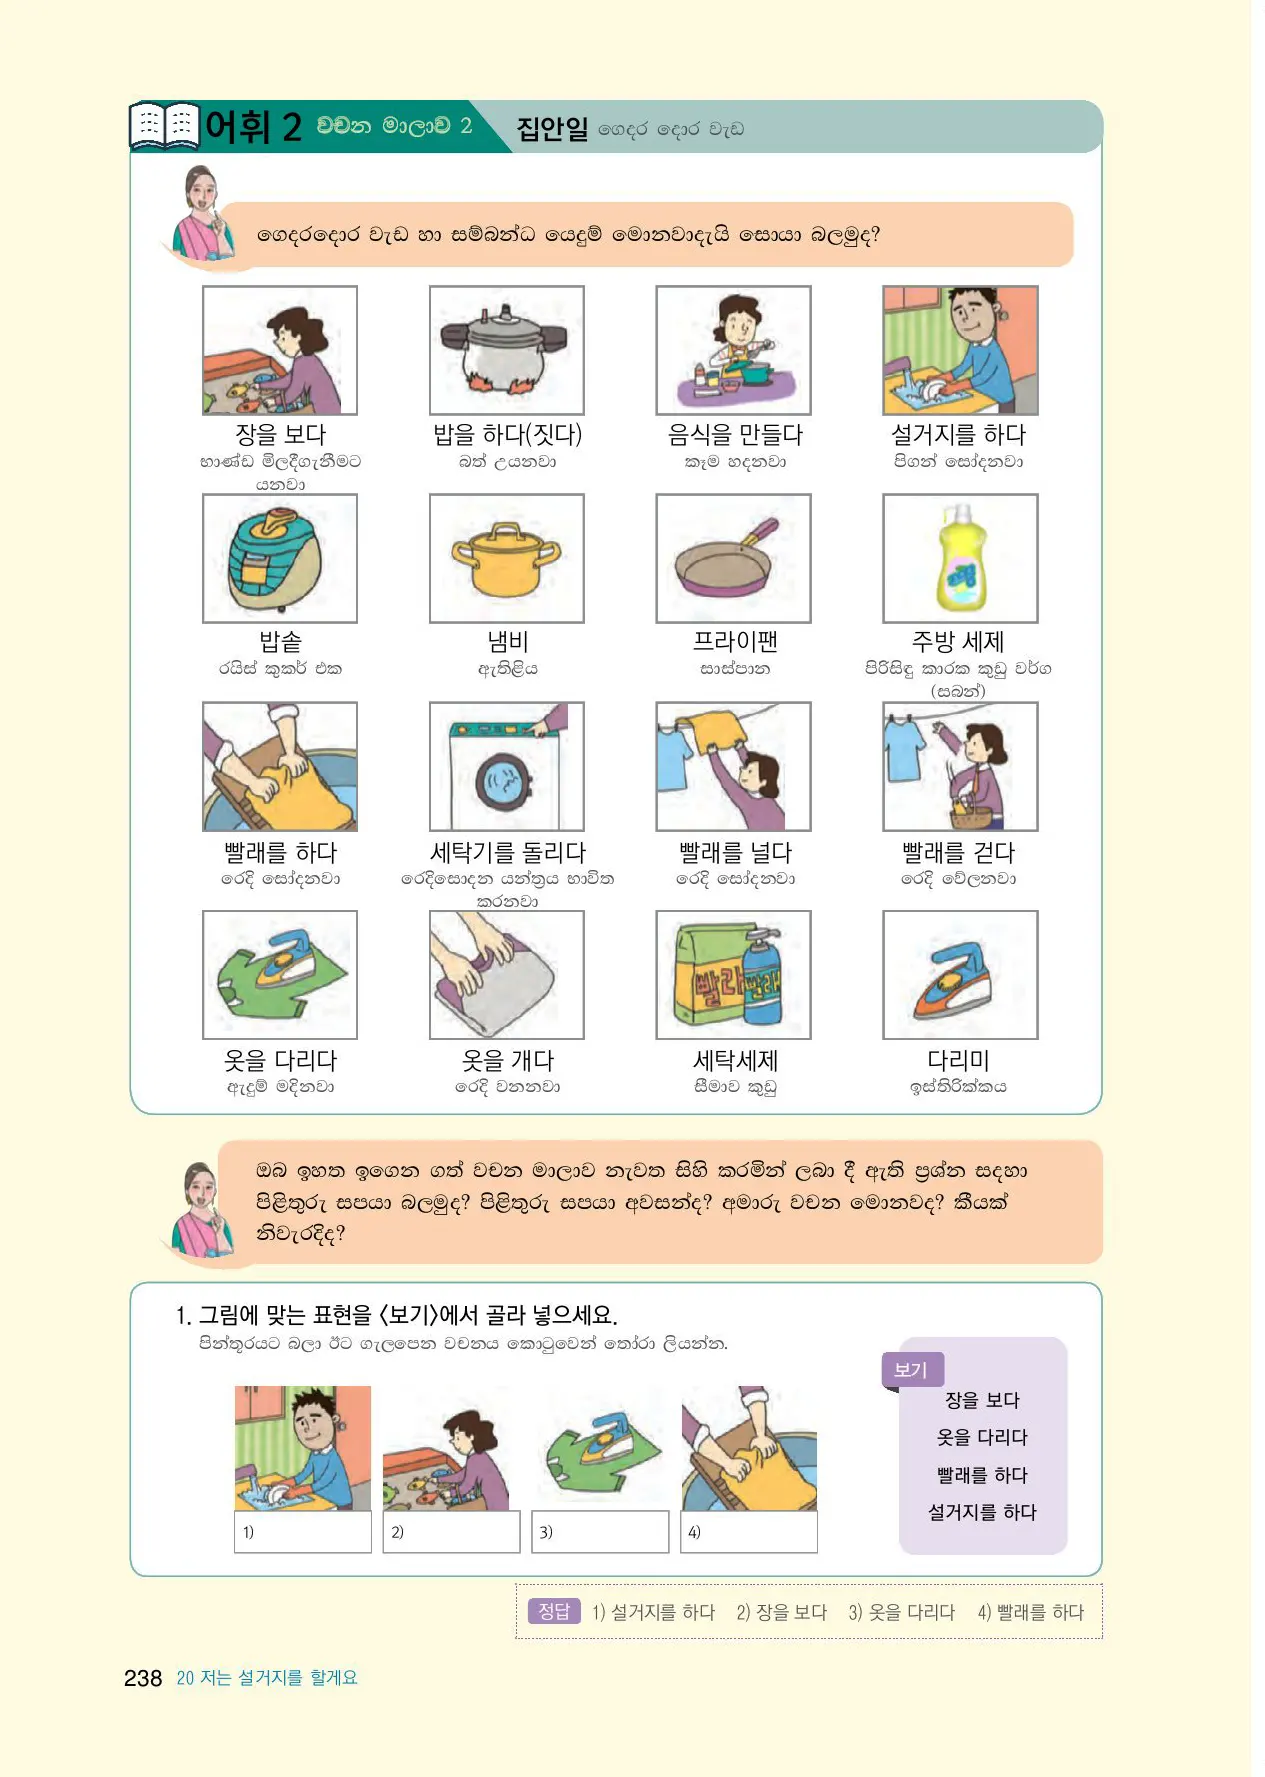 어휘 2 වචන මාලාව 2 집안일 ගෙදර දොර වැඩ
ගෙදරදොර වැඩ හා සම්බන්ධ යෙදුම් මොනවාදැයි සොයා බලමුද?
장을 보다 밥을 하다(짓다) 음식을 만들다 설거지를 하다
භාණ්ඩ මිලදීගැනීමට බත් උයනවා කෑම හදනවා පිගන් සෝදනවා
යනවා
밥솥 냄비 프라이팬 주방 세제
රයිස් කුකර් එක ඇතිළිය සාස්පාන පිරිසිඳු කාරක කුඩු වර්ග
(සබන්)
빨래를 하다 세탁기를 돌리다 빨래를 널다 빨래를 걷다
රෙදි සෝදනවා රෙදිසොදන යන්ත්‍රය භාවිත රෙදි සෝදනවා රෙදි වේලනවා
කරනවා
빨래 빨래
옷을 다리다 옷을 개다 세탁세제 다리미
ඇදුම් මදිනවා රෙදි වනනවා සීමාව කුඩු ඉස්තිරික්කය
ඔබ ඉහත ඉගෙන ගත් වචන මාලාව නැවත සිහි කරමින් ලබා දී ඇති ප්‍රශ්න සදහා
පිළිතුරු සපයා බලමුද? පිළිතුරු සපයා අවසන්ද? අමාරු වචන මොනවද? කීයක්
නිවැරදිද?
1. 그림에 맞는 표현을 〈보기〉에서 골라 넣으세요.
පින්තූරයට බලා ඊට ගැලපෙන වචනය කොටුවෙන් තෝරා ලියන්න.
보기
장을 보다
옷을 다리다
빨래를 하다
설거지를 하다
1) 2) 3) 4)
정답 1) 설거지를 하다 2) 장을 보다 3) 옷을 다리다 4) 빨래를 하다
238 20 저는 설거지를 할게요